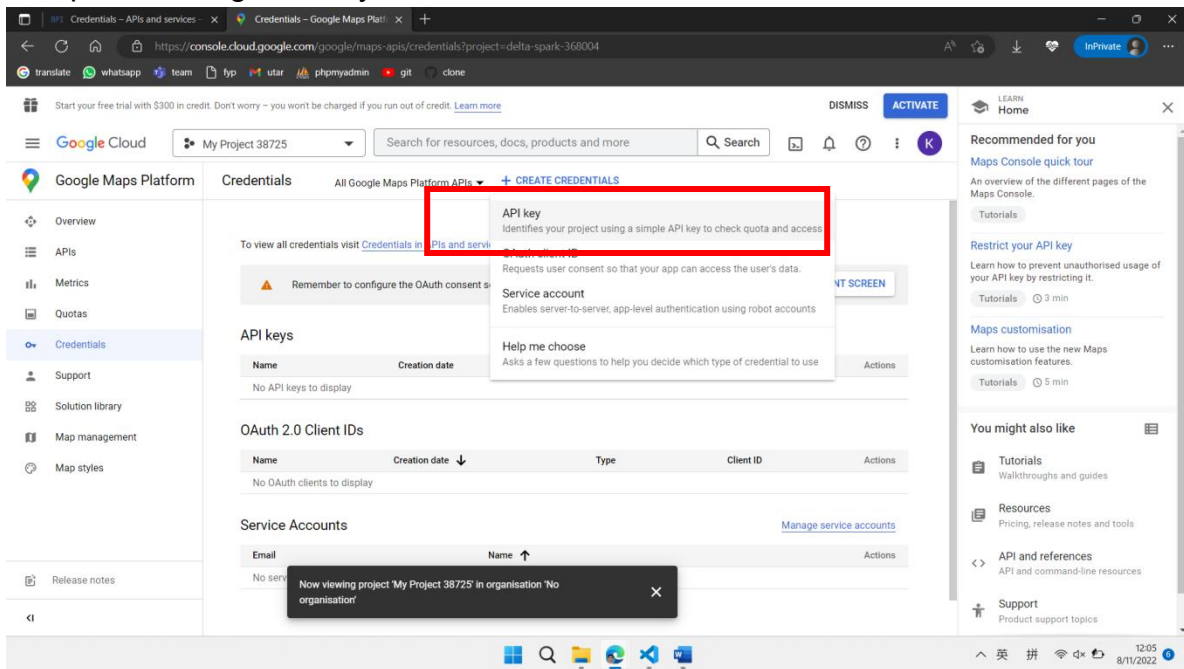 Credentials – APIs and services –
Credentials – Google Maps Platf
https://console.cloud.google.com/google/maps-apis/credentials?project=delta-spark-368004
InPrivate
translate whatsapp team fyp utar phpmyadmin git clone
Start your free trial with $300 in credit. Don't worry – you won't be charged if you run out of credit. Learn more
DISMISS
ACTIVATE
LEARN
Home
Google Cloud
My Project 38725
Search for resources, docs, products and more
Search
K
Google Maps Platform
Credentials
All Google Maps Platform APIs
+ CREATE CREDENTIALS
Overview
APIs
Metrics
Quotas
Credentials
Support
Solution library
Map management
Map styles
Release notes
API key
Identifies your project using a simple API key to check quota and access
To view all credentials visit Credentials in APIs and servi
OAuth client ID
Requests user consent so that your app can access the user's data.
Remember to configure the OAuth consent s
NT SCREEN
Service account
Enables server-to-server, app-level authentication using robot accounts
Help me choose
Asks a few questions to help you decide which type of credential to use
API keys
Name Creation date Actions
No API keys to display
OAuth 2.0 Client IDs
Name Creation date Type Client ID Actions
No OAuth clients to display
Service Accounts
Manage service accounts
Email Name Actions
No serv
Now viewing project 'My Project 38725' in organisation 'No
organisation'
Recommended for you
Maps Console quick tour
An overview of the different pages of the
Maps Console.
Tutorials
Restrict your API key
Learn how to prevent unauthorised usage of
your API key by restricting it.
Tutorials 3 min
Maps customisation
Learn how to use the new Maps
customisation features.
Tutorials 5 min
You might also like
Tutorials
Walkthroughs and guides
Resources
Pricing, release notes and tools
API and references
API and command-line resources
Support
Product support topics
英 拼
12:05
8/11/2022
6